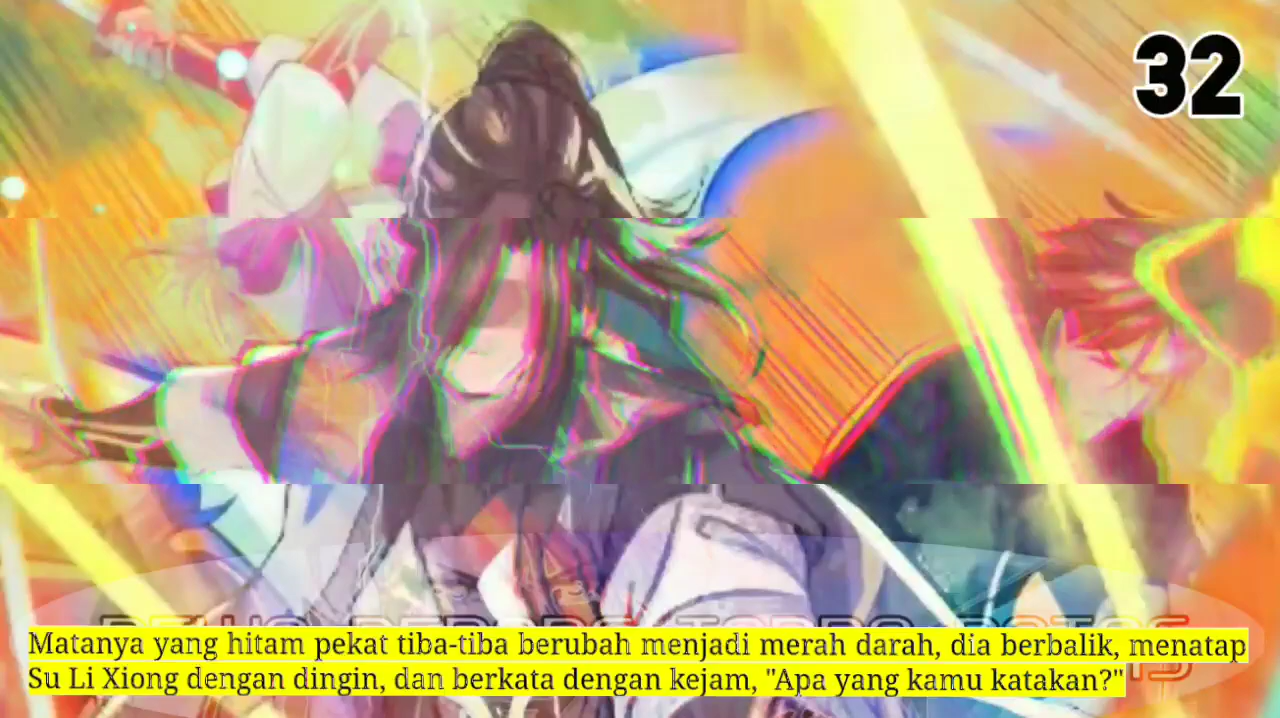 32
Matanya yang hitam pekat tiba-tiba berubah menjadi merah darah, dia berbalik, menatap
Su Li Xiong dengan dingin, dan berkata dengan kejam, "Apa yang kamu katakan?"